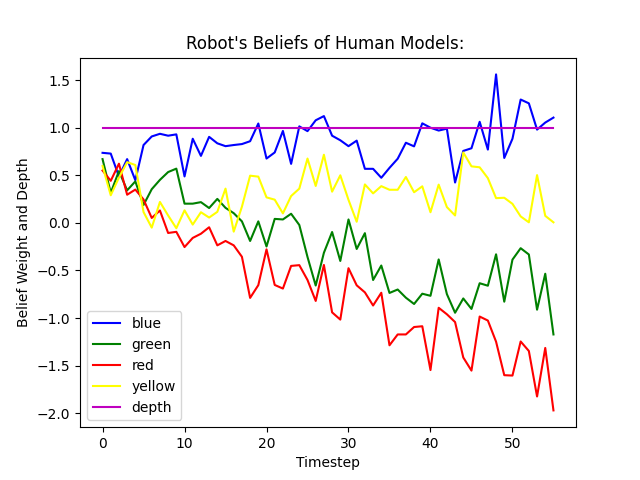 Robot's Beliefs of Human Models:
Belief Weight and Depth
1.5
1.0
0.5
0.0
−0.5
−1.0
−1.5
−2.0
blue
green
red
yellow
depth
0 10 20 30 40 50
Timestep